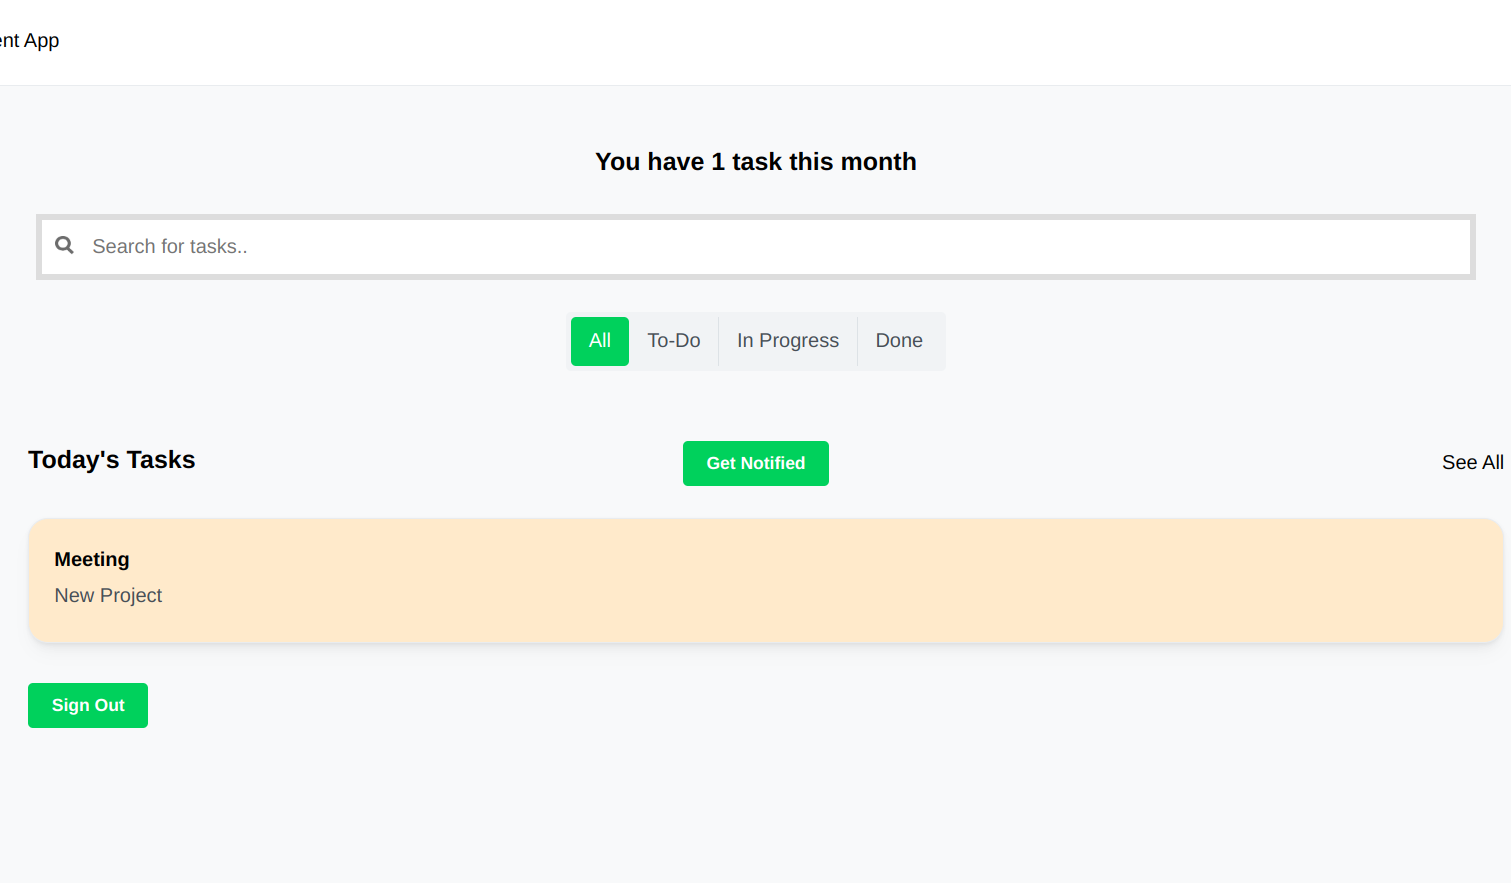 ent App
You have 1 task this month
Search for tasks..
All To-Do In Progress Done
Today's Tasks Get Notified See All
Meeting
New Project
Sign Out